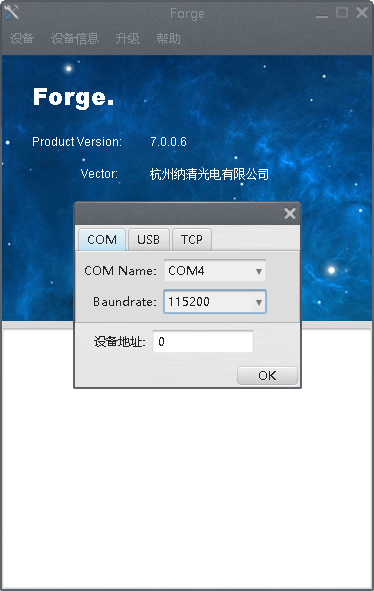 Forge
设备 设备信息 升级 帮助
Forge.
Product Version: 7.0.0.6
Vector: 杭州纳清光电有限公司
COM USB TCP
COM Name: COM4
Baundrate: 115200
设备地址: 0
OK